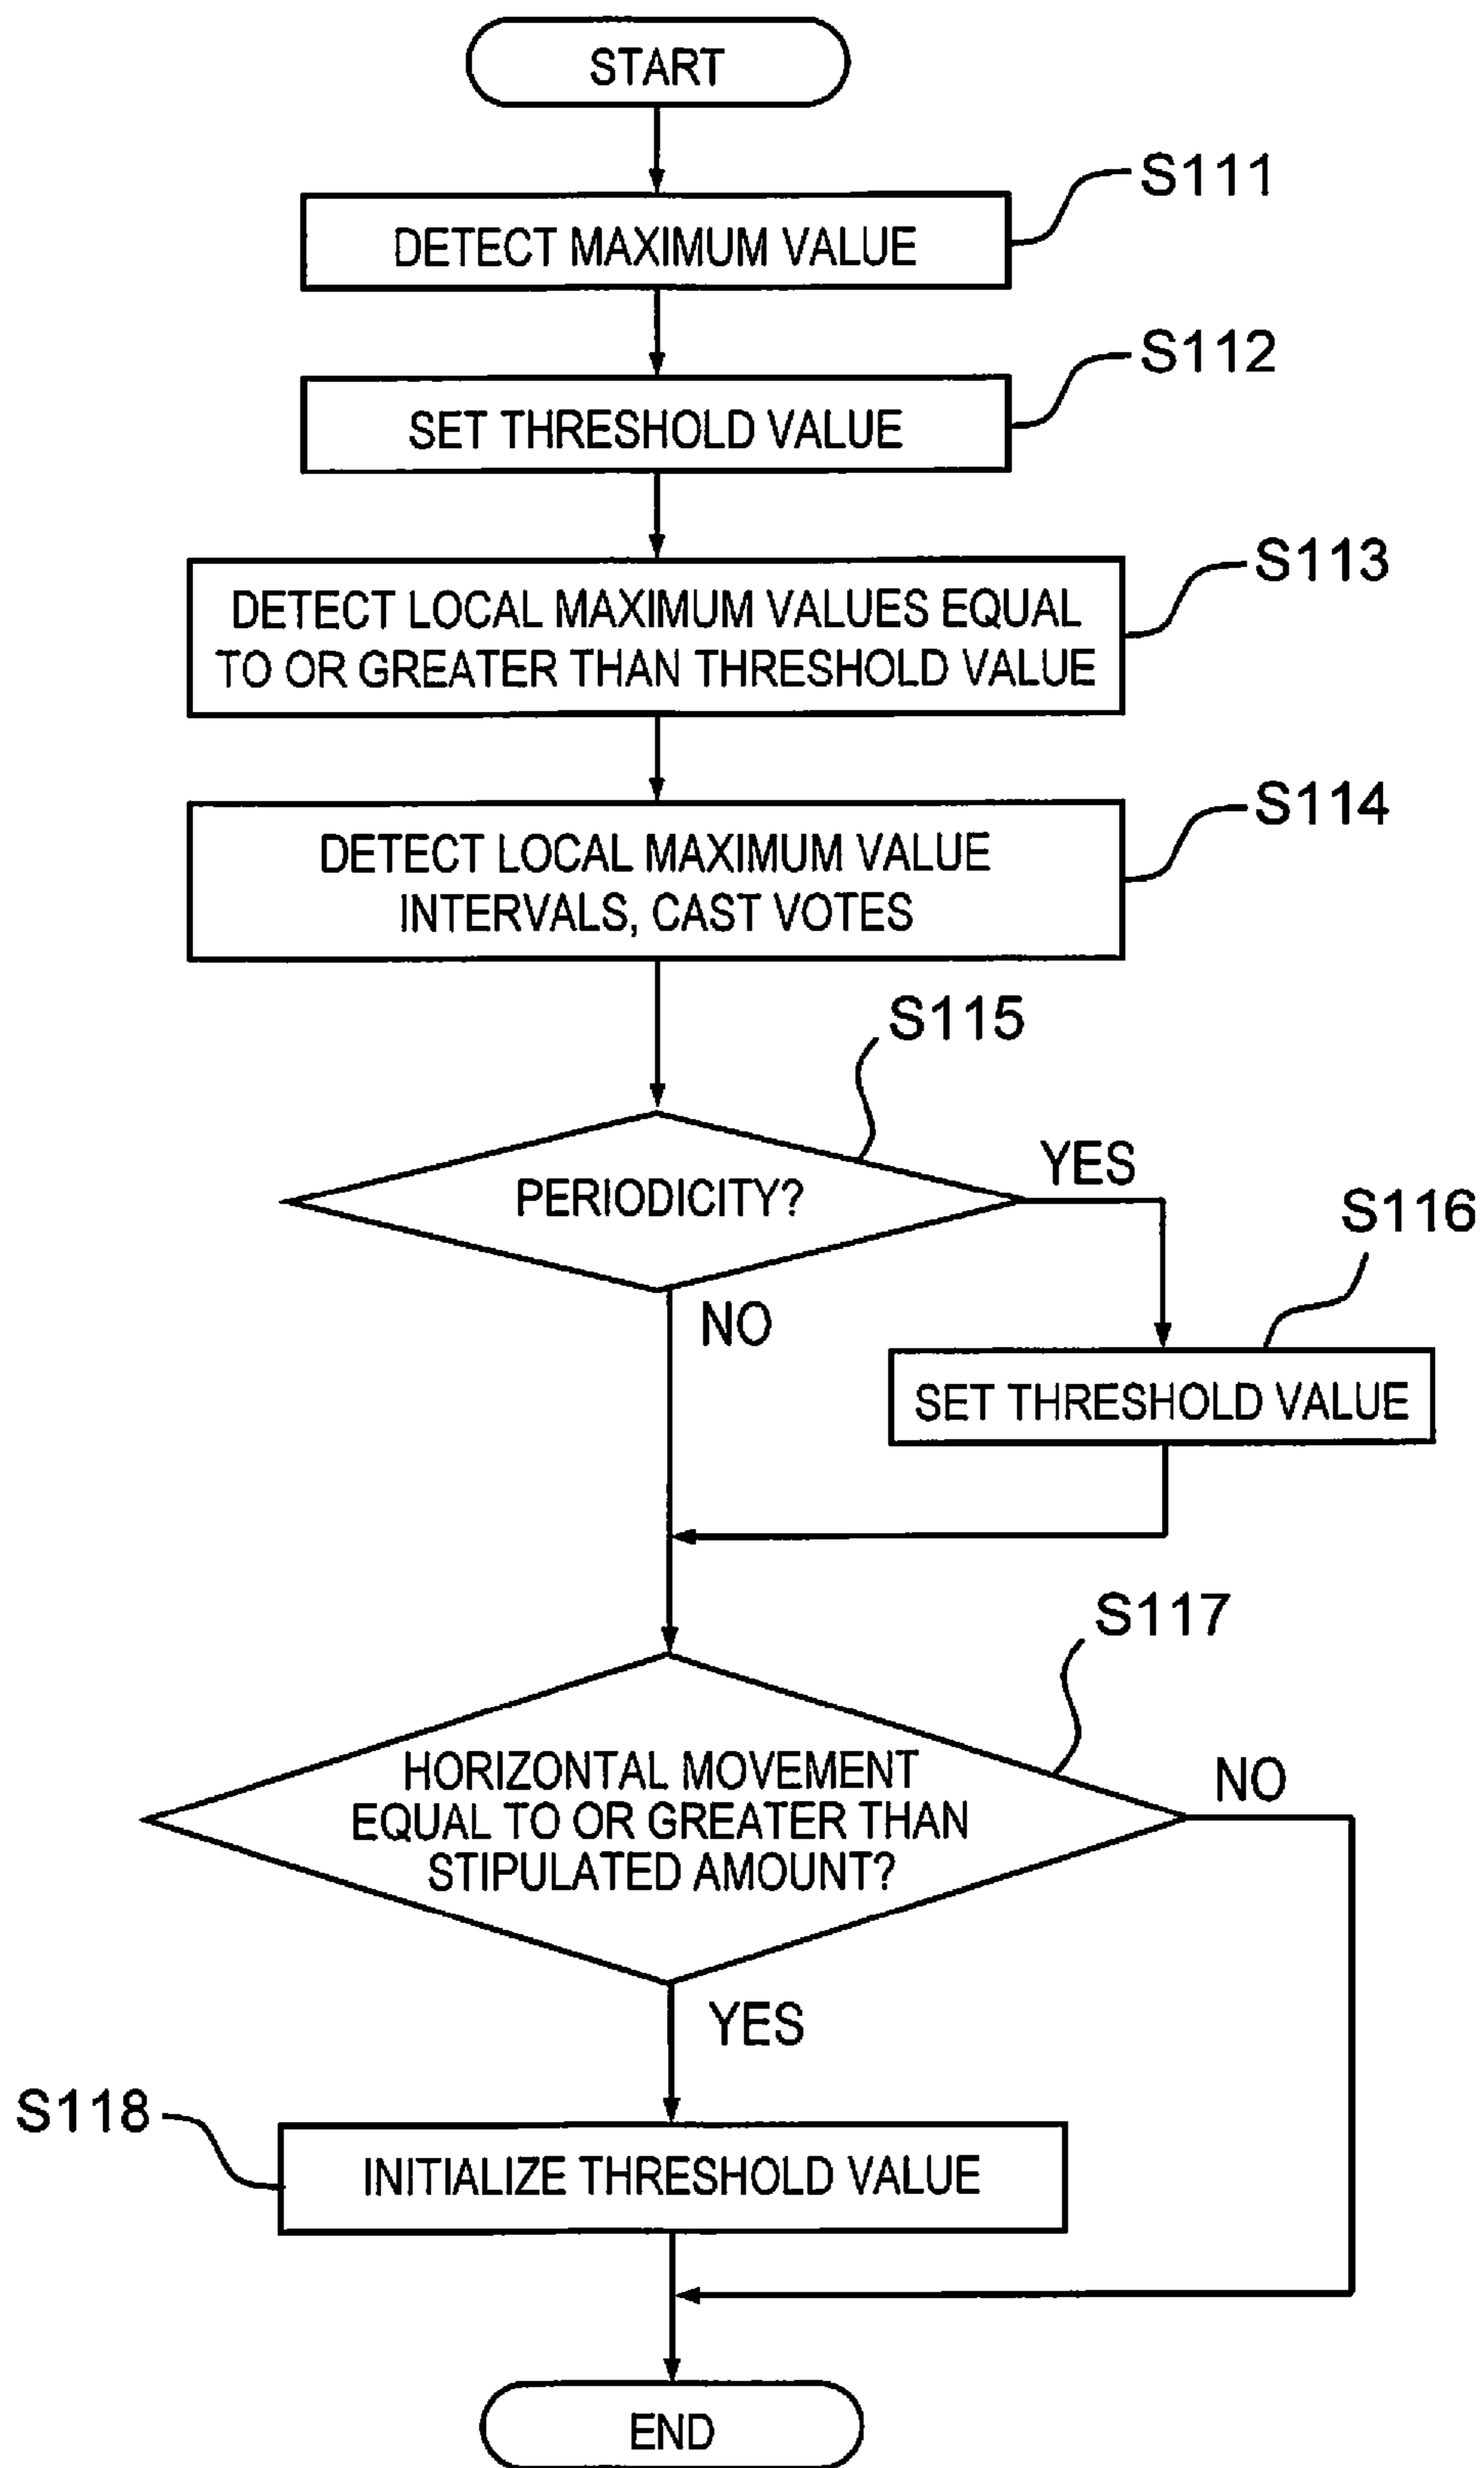 START
S111
DETECT MAXIMUM VALUE
S112
SET THRESHOLD VALUE
S113
DETECT LOCAL MAXIMUM VALUES EQUAL
TO OR GREATER THAN THRESHOLD VALUE
S114
DETECT LOCAL MAXIMUM VALUE
INTERVALS, CAST VOTES
S115
PERIODICITY?
YES
S116
NO
SET THRESHOLD VALUE
S117
HORIZONTAL MOVEMENT
EQUAL TO OR GREATER THAN
STIPULATED AMOUNT?
NO
YES
S118
INITIALIZE THRESHOLD VALUE
END